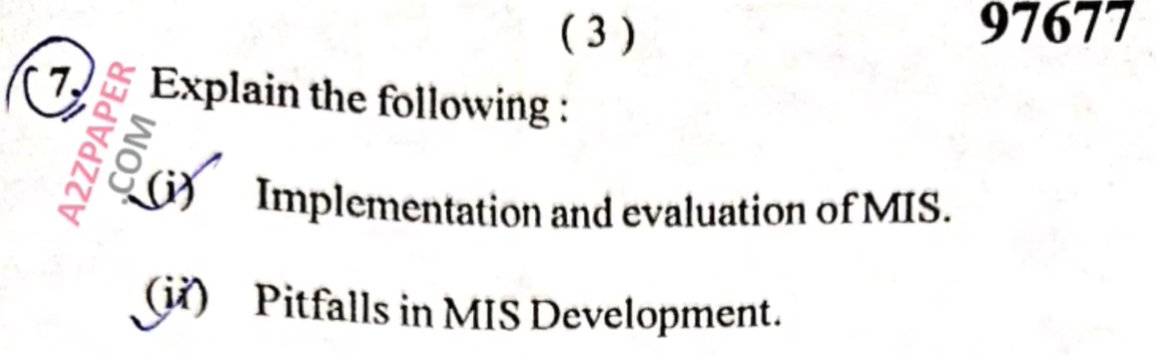 ( 3 )
97677
7. Explain the following :
A2ZPAPER
.COM
(i) Implementation and evaluation of MIS.
(ii) Pitfalls in MIS Development.